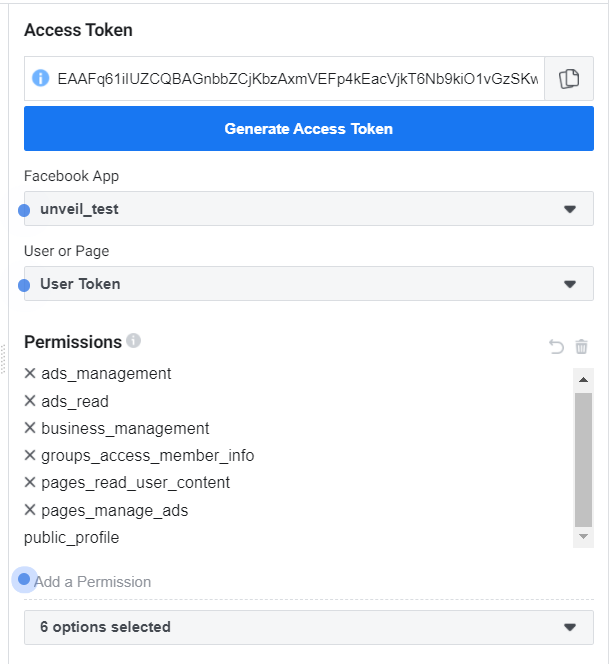 Access Token
EAAFq61iIUZCQBAGnbbZCjKbzAxmVEFp4kEacVjkT6Nb9kiO1vGzSKw
Generate Access Token
Facebook App
unveil_test
User or Page
User Token
Permissions
ads_management
ads_read
business_management
groups_access_member_info
pages_read_user_content
pages_manage_ads
public_profile
Add a Permission
6 options selected